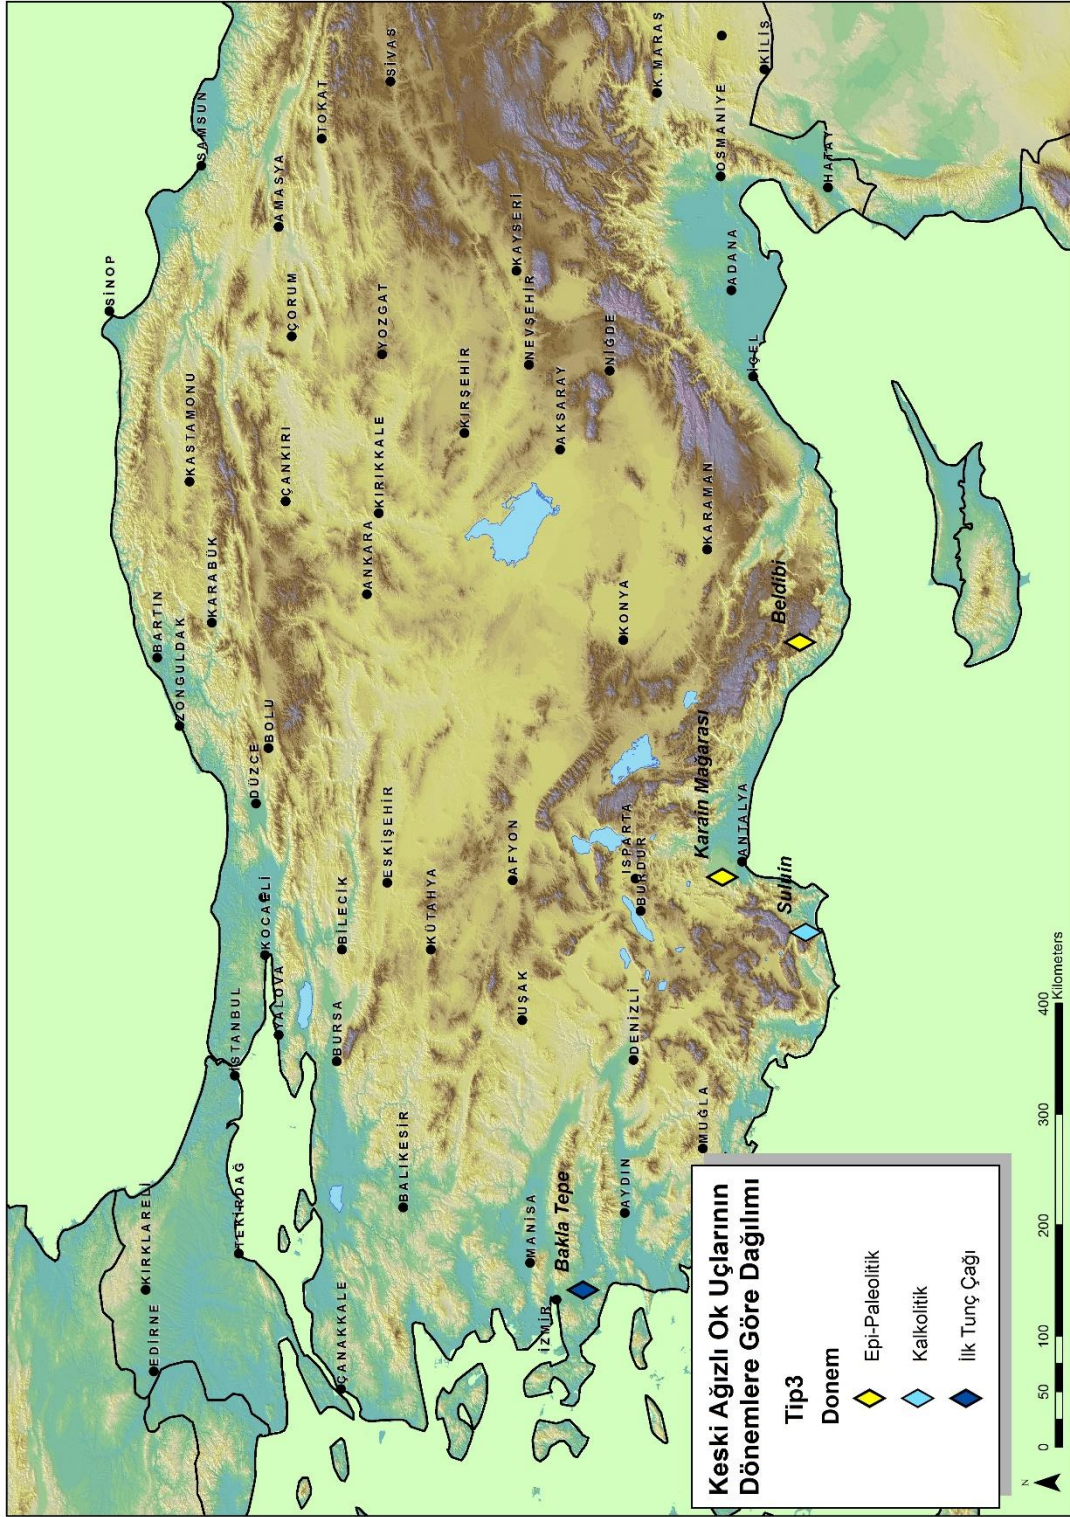 SİNOP
SAMSUN
BARTIN
KASTAMONU
ZONGULDAK
KARABÜK
KIRKLARELİ
EDİRNE
TEKİRDAĞ
İSTANBUL
KOCAELİ
YALOVA
DÜZCE
BOLU
ÇANKIRI
ÇORUM
AMASYA
TOKAT
SİVAS
ÇANAKKALE
BURSA
BİLECİK
BALIKESİR
ESKİŞEHİR
ANKARA
KIRIKKALE
YOZGAT
KÜTAHYA
KIRŞEHİR
KAYSERİ
NEVŞEHİR
MANİSA
UŞAK
AFYON
AKSARAY
İZMİR
Bakla Tepe
NİĞDE
AYDIN
DENİZLİ
ISPARTA
BURDUR
KONYA
K.MARAŞ
MUĞLA
Karain Mağarası
ANTALYA
KARAMAN
İÇEL
ADANA
OSMANİYE
KİLİS
HATAY
Suluin
Beldibi
Keski Ağızlı Ok Uçlarının
Dönemlere Göre Dağılımı
Tip3
Donem
Epi-Paleolitik
Kalkolitik
İlk Tunç Çağı
N
0 50 100 200 300 400
Kilometers